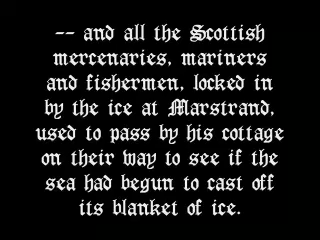 -- and all the Scottish
mercenaries, mariners
and fishermen, locked in
by the ice at Marstrand,
used to pass by his cottage
on their way to see if the
sea had begun to cast off
its blanket of ice.